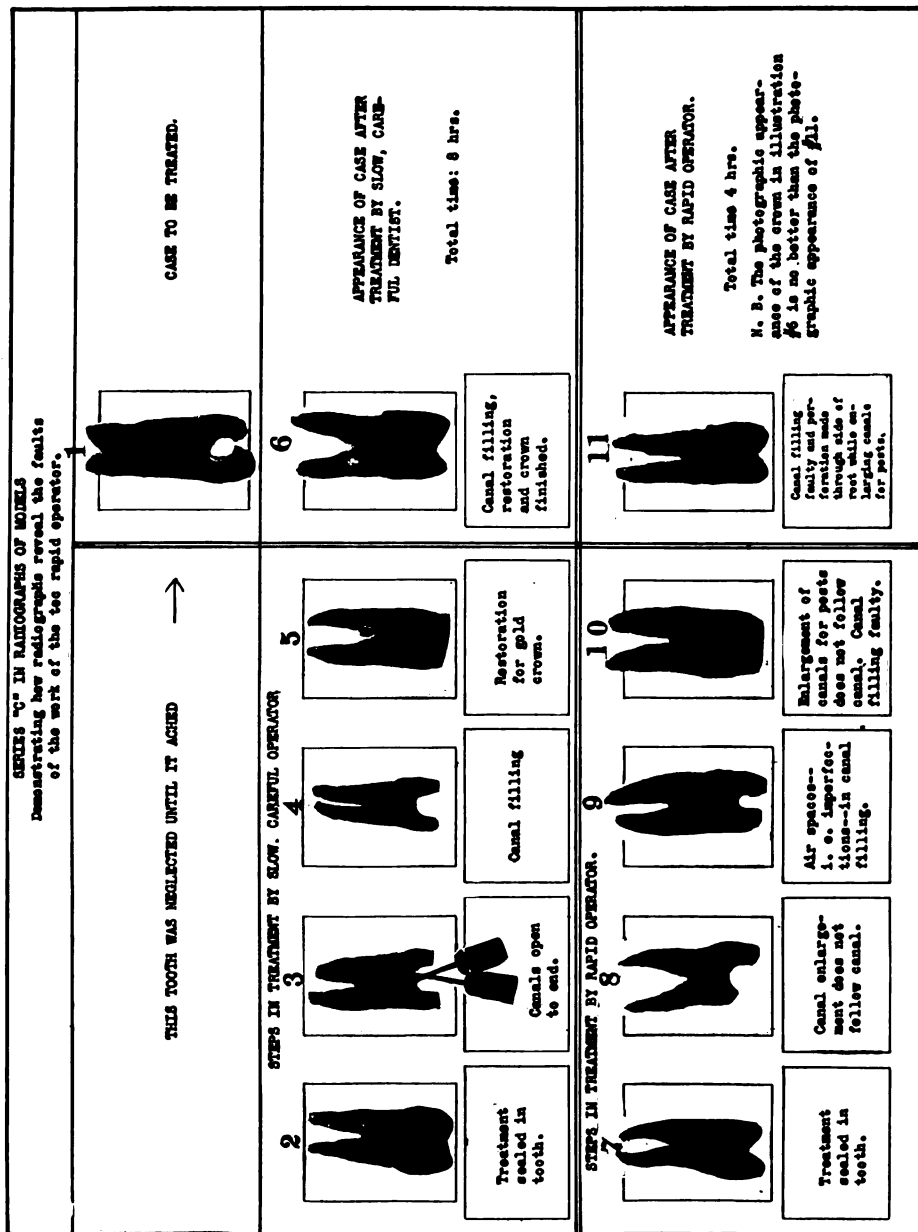 SERIES "C" IN RADIOGRAPHS OF MODELS
Demonstrating how radiographs reveal the faults
of the work of the too rapid operator.
THIS TOOTH WAS NEGLECTED UNTIL IT ACHED
1
CASE TO BE TREATED.
STEPS IN TREATMENT BY SLOW. CAREFUL OPERATOR
2
Treatment
sealed in
tooth.
3
Canals open
to end.
4
Canal filling
5
Restoration
for gold
crown.
6
Canal filling,
restoration
and crown
finished.
APPEARANCE OF CASE AFTER
TREATMENT BY SLOW, CARE-
FUL DENTIST.
Total time: 8 hrs.
STEPS IN TREATMENT BY RAPID OPERATOR.
7
Treatment
sealed in
tooth.
8
Canal enlarge-
ment does not
follow canal.
9
Air spaces--
i. e. imperfec-
tions--in canal
filling.
10
Enlargement of
canals for posts
does not follow
canal. Canal
filling faulty.
11
Canal filling
faulty and per-
foration made
through side of
root while en-
larging canals
for posts.
APPEARANCE OF CASE AFTER
TREATMENT BY RAPID OPERATOR.
Total time 4 hrs.
N. B. The photographic appear-
ance of the crown in illustration
#6 is no better than the photo-
graphic appearance of #11.